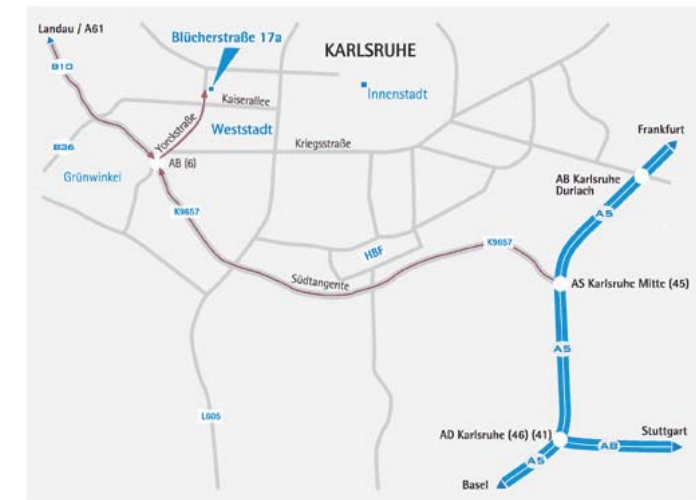 Landau / A61
Blücherstraße 17a
KARLSRUHE
B10
Kaiserallee
Innenstadt
Yorckstraße
Weststadt
Frankfurt
B36
Kriegsstraße
AB (6)
AB Karlsruhe
Durlach
Grünwinkel
A5
K9657
K9657
HBF
Südtangente
AS Karlsruhe Mitte (45)
A5
L605
AD Karlsruhe (46) (41)
Stuttgart
A8
A5
Basel